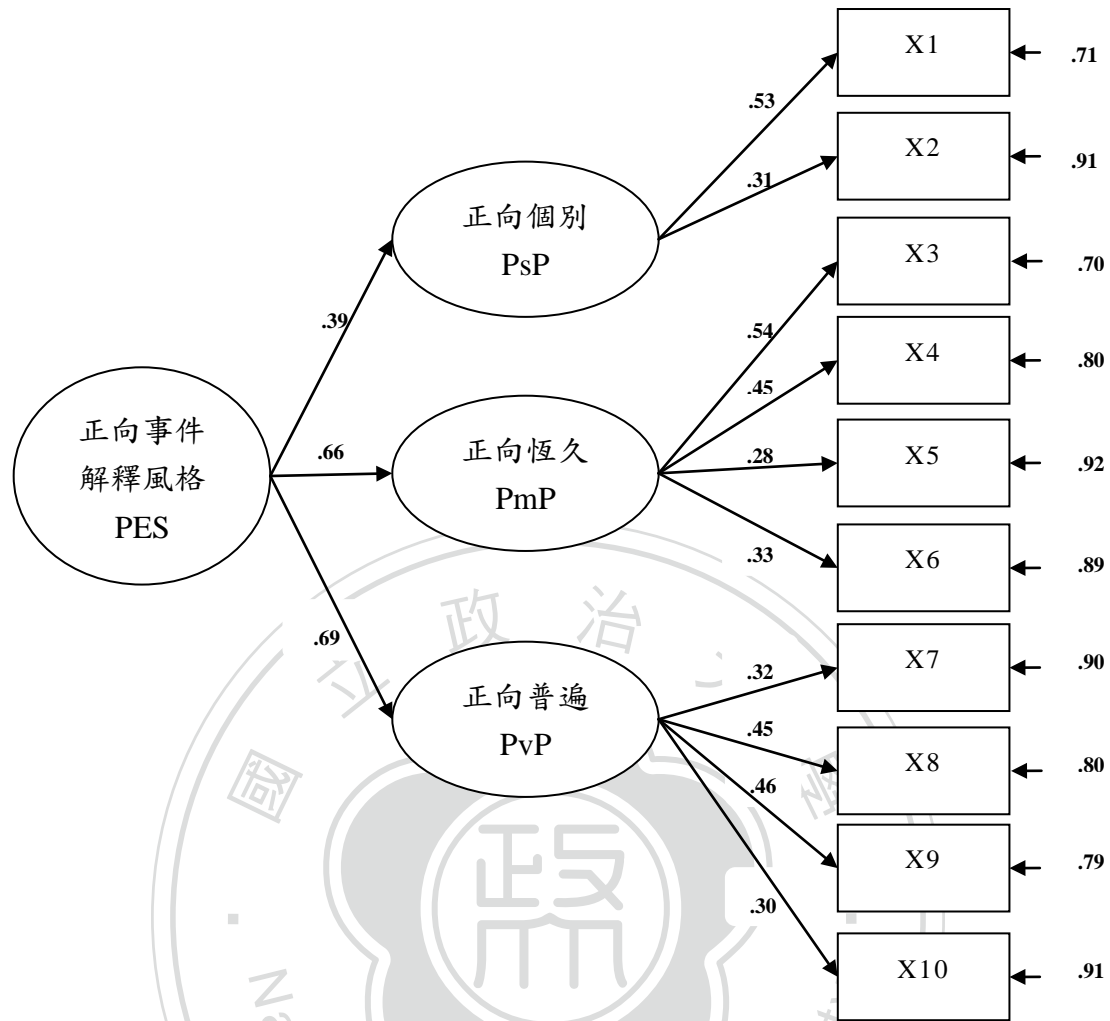 X1
.71
.53
X2
.91
.31
正向個別
PsP
X3
.70
.39
.54
X4
.80
.45
正向事件
解釋風格
PES
.66
正向恆久
PmP
.28
X5
.92
.33
X6
.89
政 治
立
.69
正向普遍
PvP
.32
X7
.90
國
.45
X8
.80
.46
X9
.79
政
.30
X10
.91
N